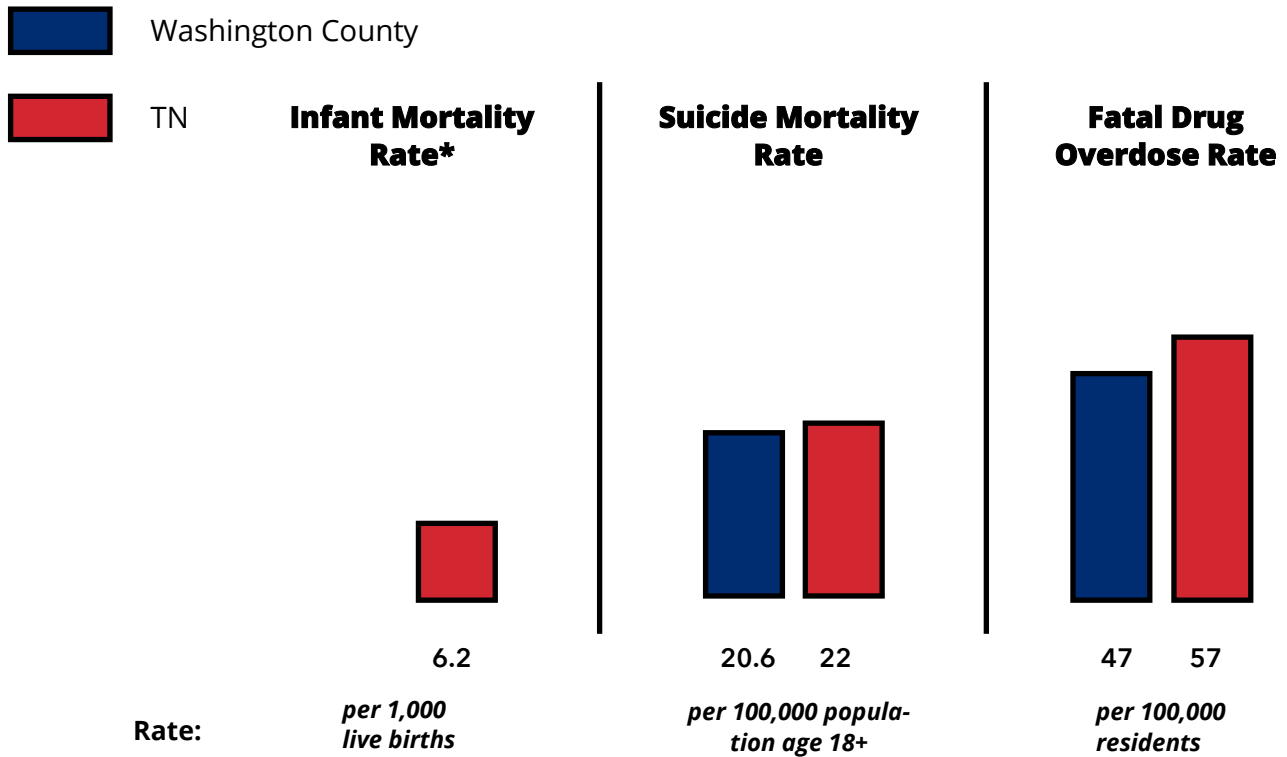 Washington County
TN
Infant Mortality
Rate*
Suicide Mortality
Rate
Fatal Drug
Overdose Rate
6.2
20.6 22
47 57
Rate:
per 1,000
live births
per 100,000 popula-
tion age 18+
per 100,000
residents